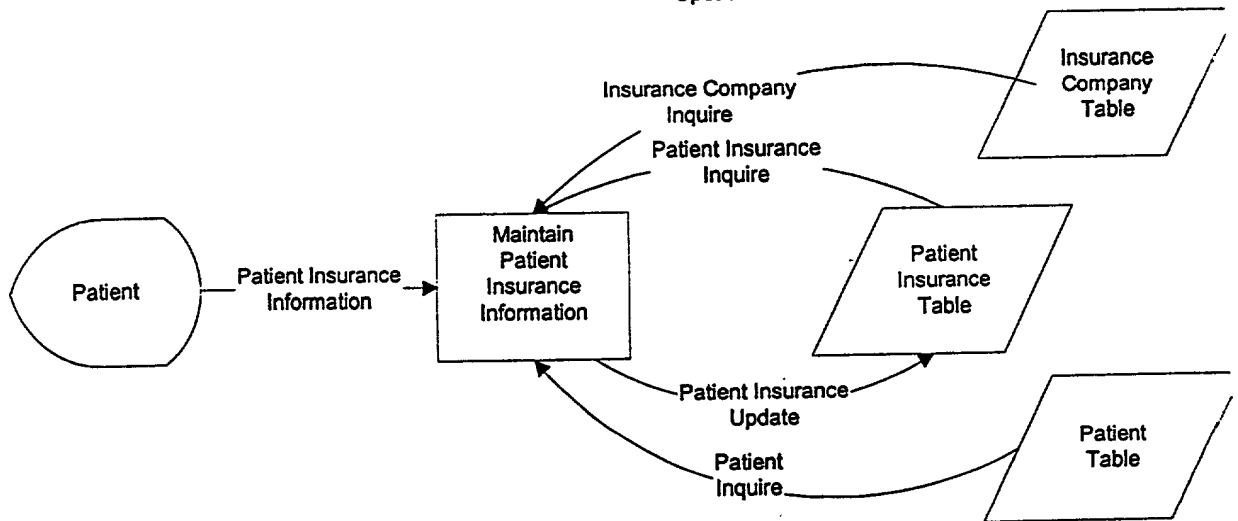 Insurance
Company
Table
Insurance Company
Inquire
Patient Insurance
Inquire
Maintain
Patient
Insurance
Information
Patient
Insurance
Table
Patient
Patient Insurance
Information
Patient Insurance
Update
Patient
Table
Patient
Inquire